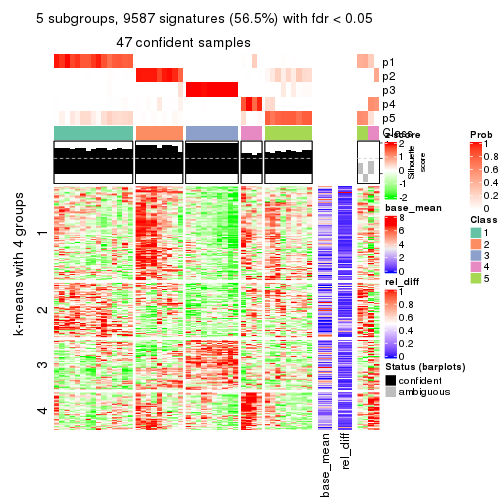 5 subgroups, 9587 signatures (56.5%) with fdr < 0.05
47 confident samples
p1
p2
p3
p4
p5
Class
Silhouette
score
k-means with 4 groups
1
2
3
4
base_mean
rel_diff
z-score
2
0
-2
base_mean
8
6
4
2
0
rel_diff
1
0.8
0.6
0.4
0.2
0
Status (barplots)
confident
ambiguous
Prob
1
0.8
0.6
0.4
0.2
0
Class
1
2
3
4
5